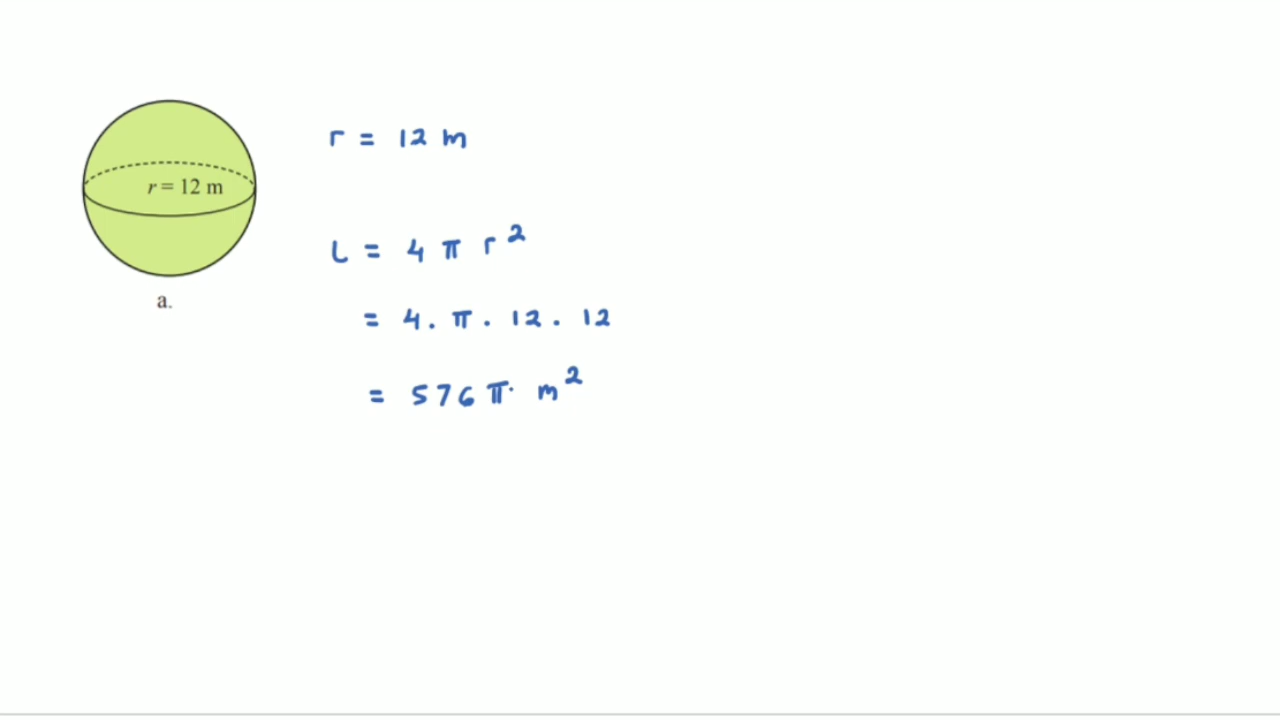 r = 12 m
a.
r = 12 m
L = 4 π r²
= 4 . π . 12 . 12
= 576 π m²